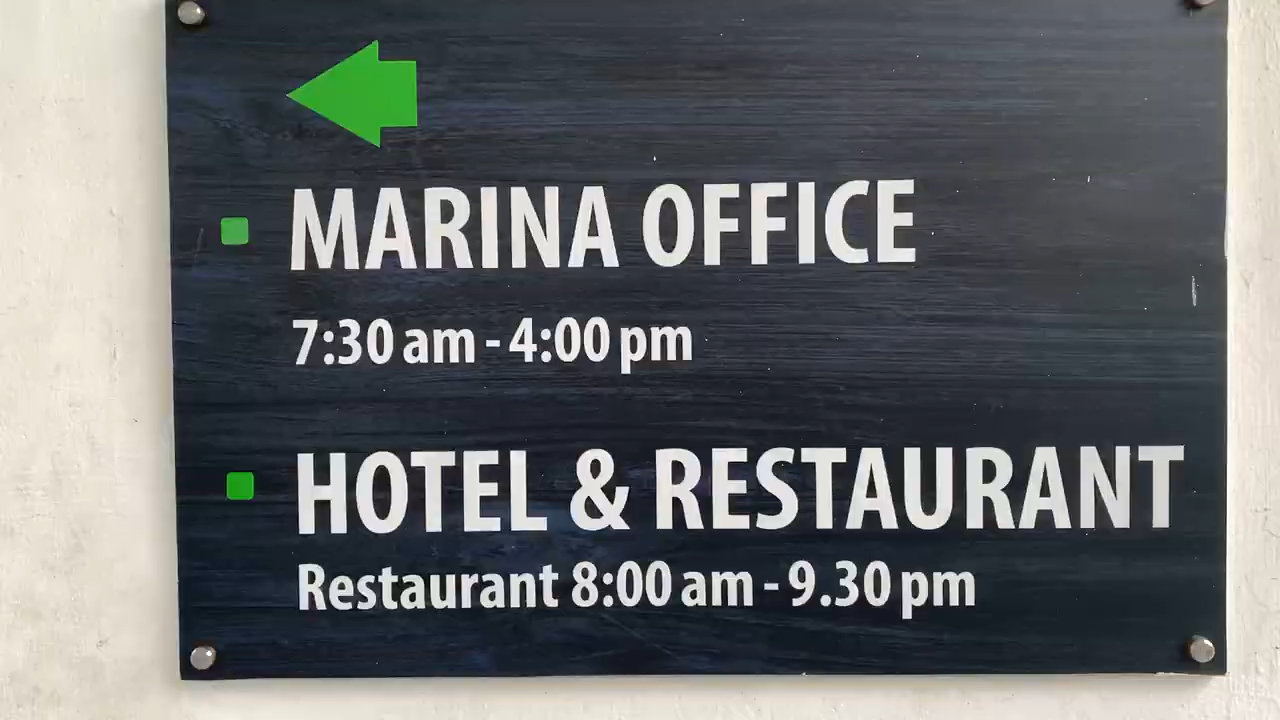 MARINA OFFICE
7:30 am - 4:00 pm
HOTEL & RESTAURANT
Restaurant 8:00 am - 9.30 pm